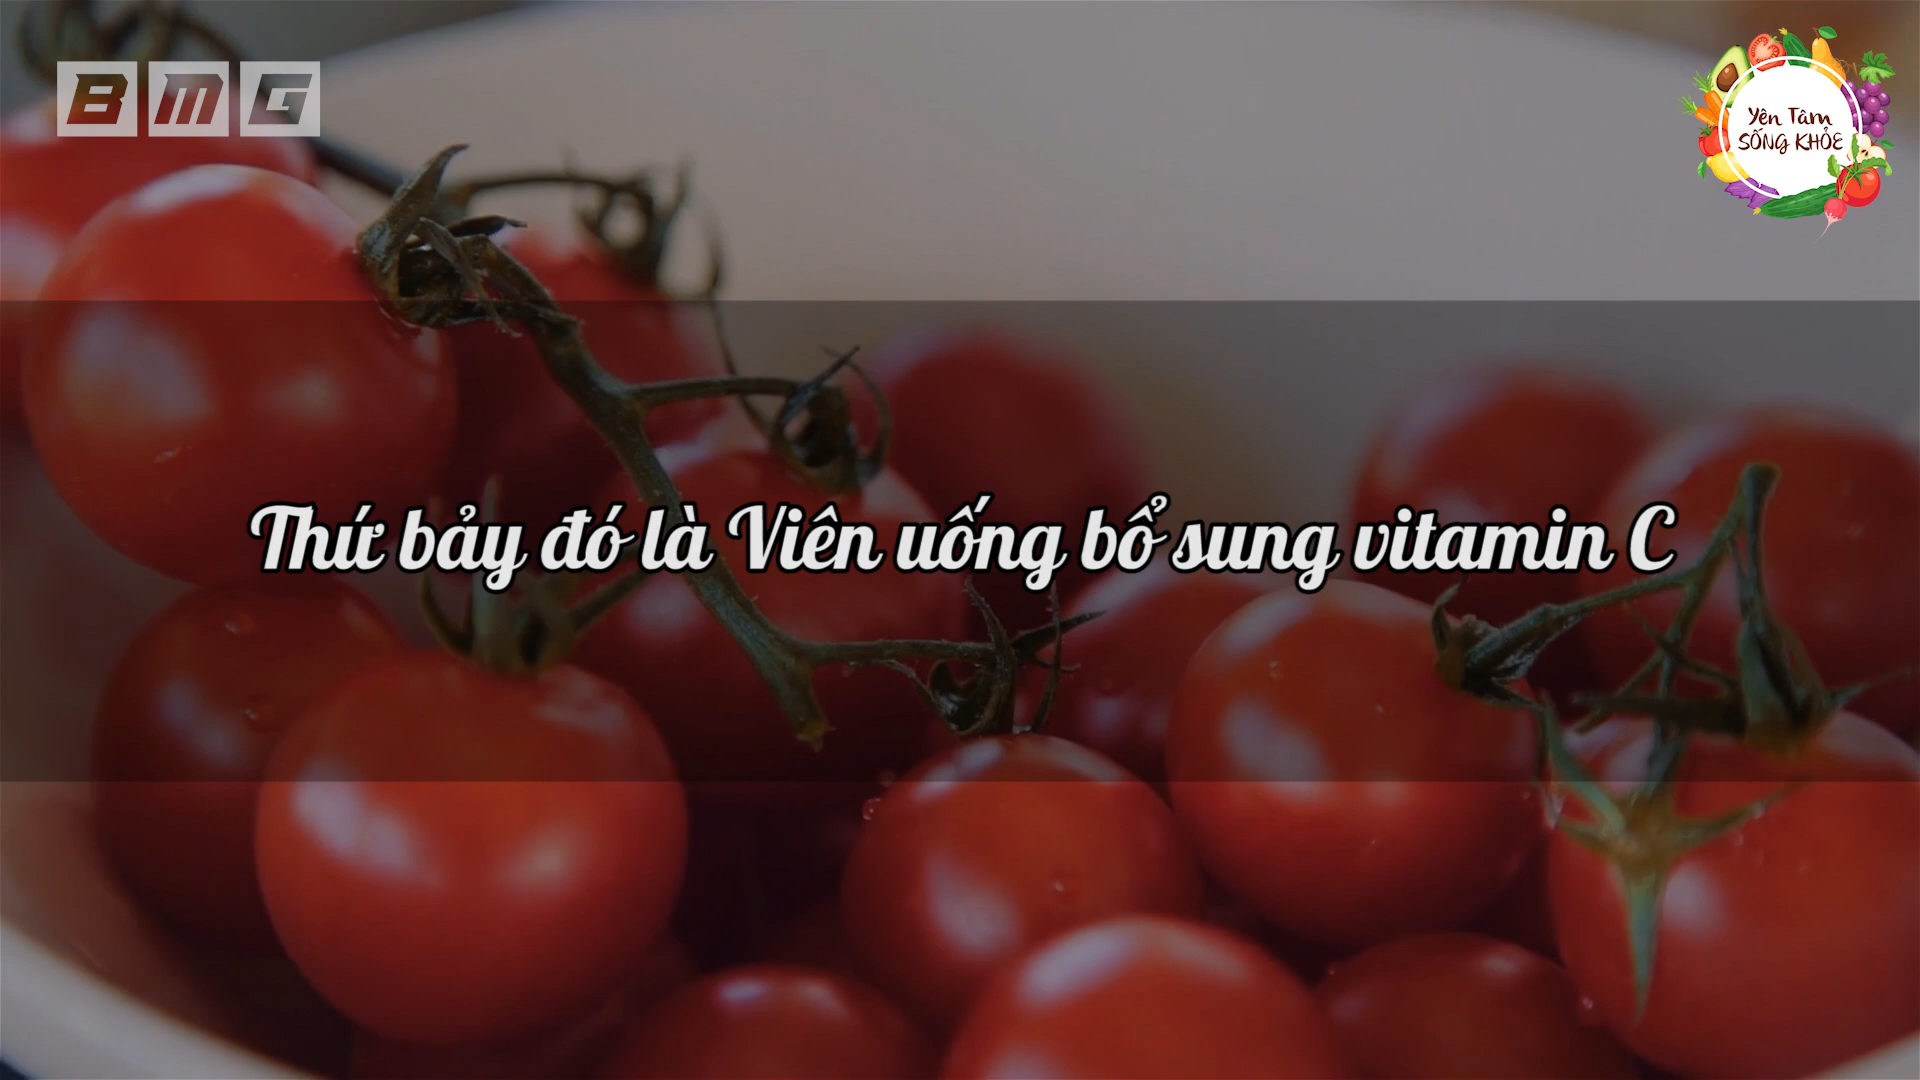 BMG
Yên Tâm
SỐNG KHỎE
Thứ bảy đó là Viên uống bổ sung vitamin C